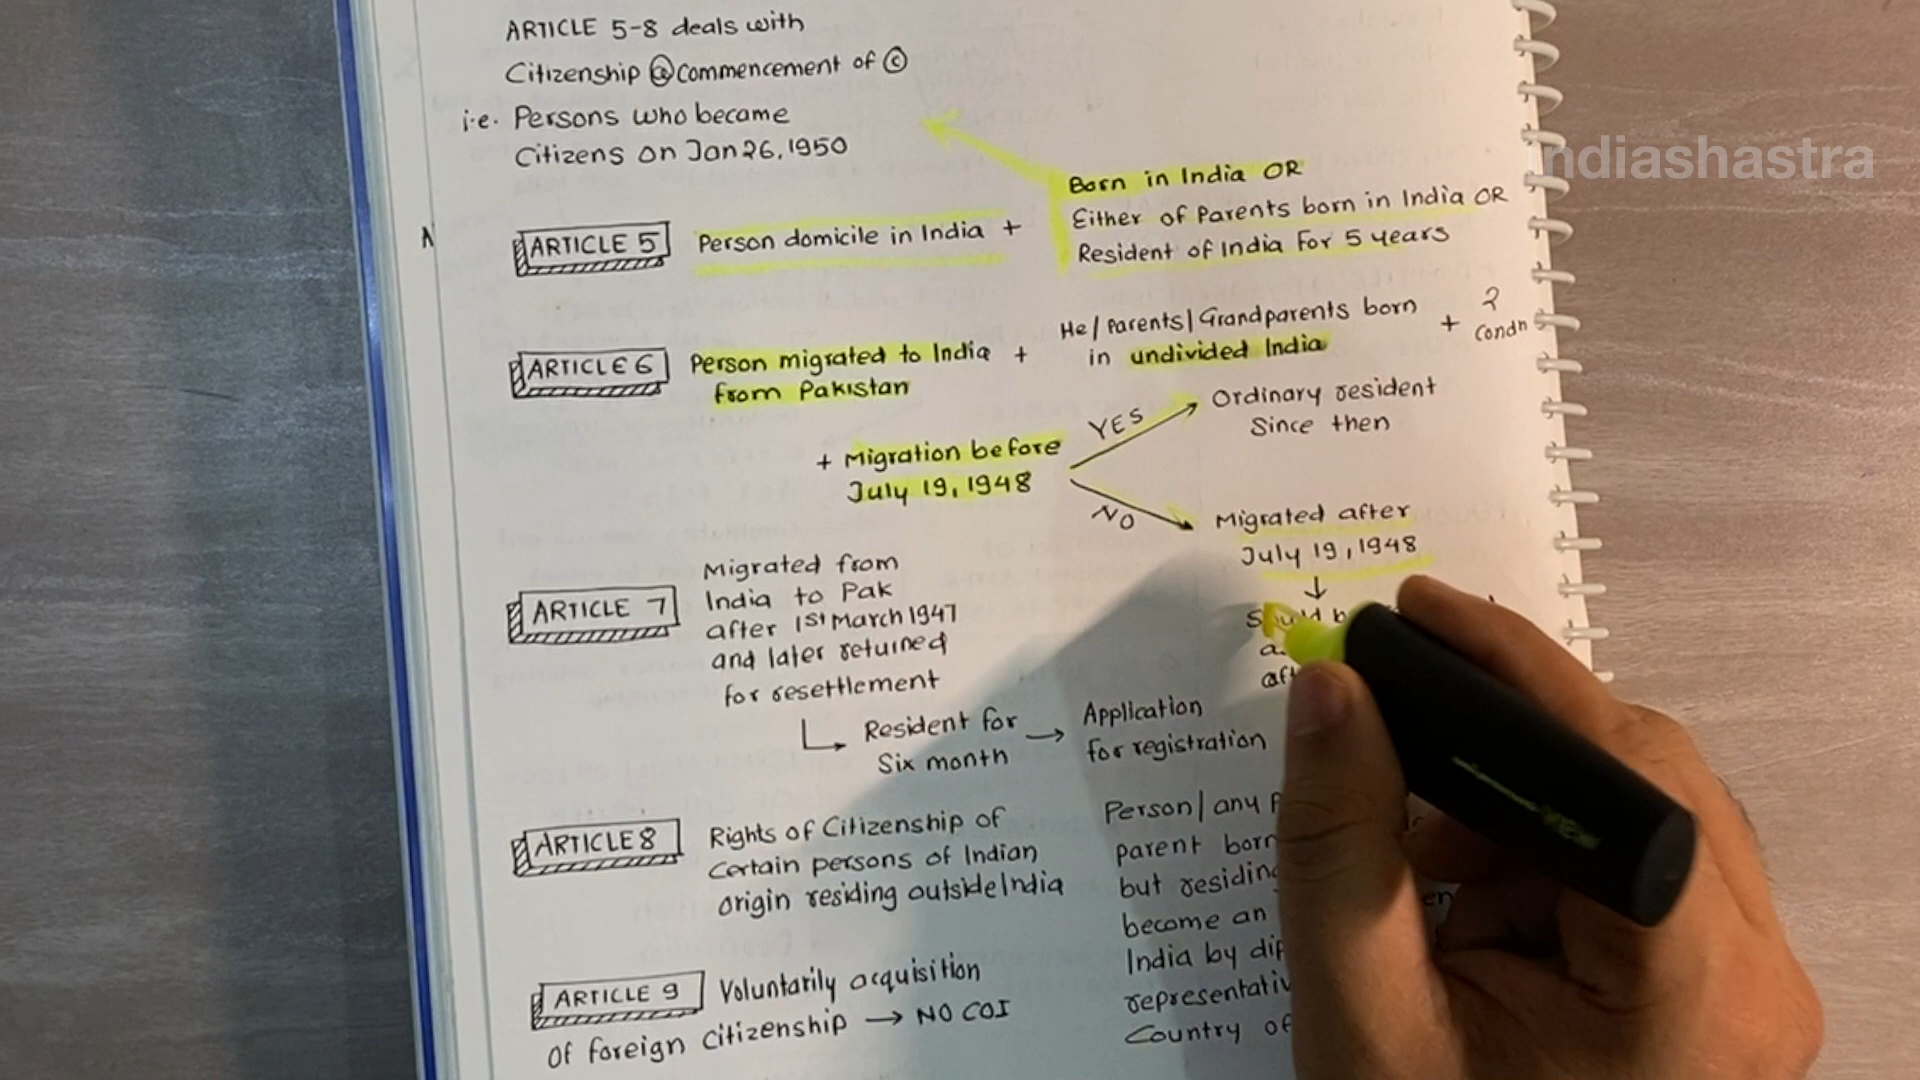 ARTICLE 5-8 deals with
Citizenship @ commencement of ©
i.e. Persons who became
Citizens on Jan 26, 1950
indiashastra
Born in India OR
Either of Parents born in India OR
Resident of India For 5 years
ARTICLE 5
Person domicile in India +
He/Parents/Grandparents born
in undivided India
+ 2
Condn
ARTICLE 6
Person migrated to India +
from Pakistan
+ Migration before
July 19, 1948
YES
Ordinary resident
Since then
NO
Migrated after
July 19, 1948
ARTICLE 7
Migrated from
India to Pak
after 1st March 1947
and later returned
for resettlement
Resident for
Six month
Application
for registration
ARTICLE 8
Rights of Citizenship of
Certain persons of Indian
origin residing outside India
Person/any
parent born
but residing
become an
India by
Country of
ARTICLE 9
Voluntarily acquisition
Of foreign citizenship → NO COI